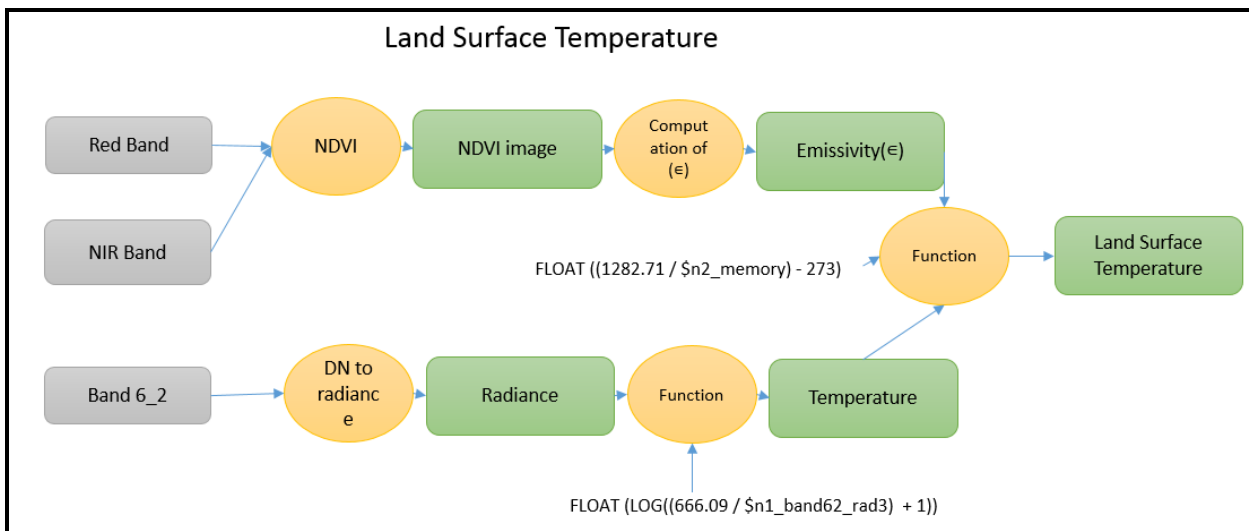 Land Surface Temperature
Red Band
NDVI
NDVI image
Comput
ation of
(∈)
Emissivity(∈)
NIR Band
FLOAT ((1282.71 / $n2_memory) - 273)
Function
Land Surface
Temperature
Band 6_2
DN to
radianc
e
Radiance
Function
Temperature
FLOAT (LOG((666.09 / $n1_band62_rad3)  + 1))